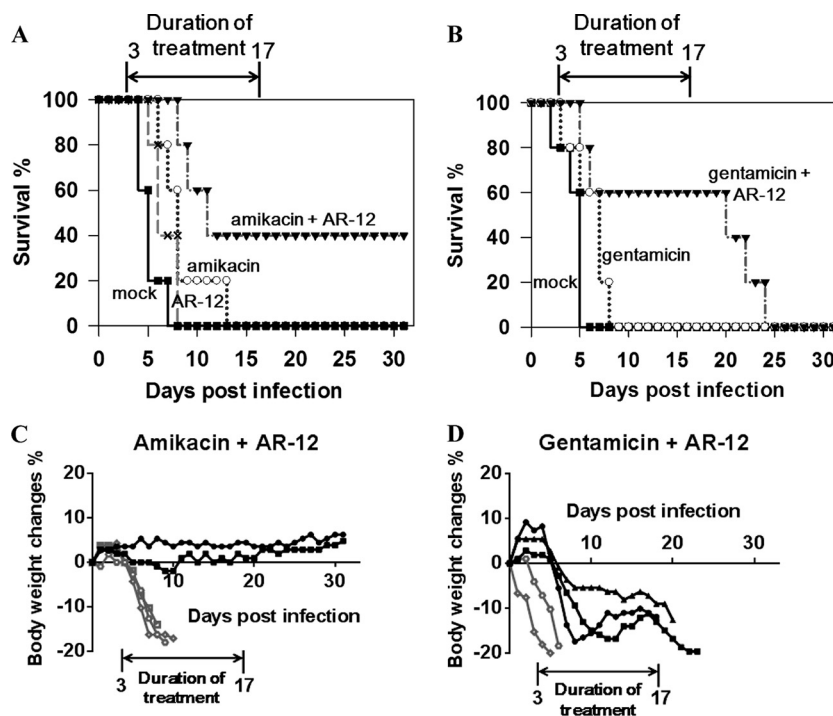 A
Duration of
treatment
3
17
Survival %
100
80
60
40
20
0
amikacin + AR-12
amikacin
mock
AR-12
0 5 10 15 20 25 30
Days post infection
B
Duration of
treatment
3
17
Survival %
100
80
60
40
20
0
gentamicin +
AR-12
gentamicin
mock
0 5 10 15 20 25 30
Days post infection
C
Amikacin + AR-12
Body weight changes %
20
10
0
-10
-20
10 20 30
Days post infection
3
Duration of
treatment
17
D
Gentamicin + AR-12
Body weight changes %
20
10
0
-10
-20
Days post infection
10 20 30
3
Duration of
treatment
17